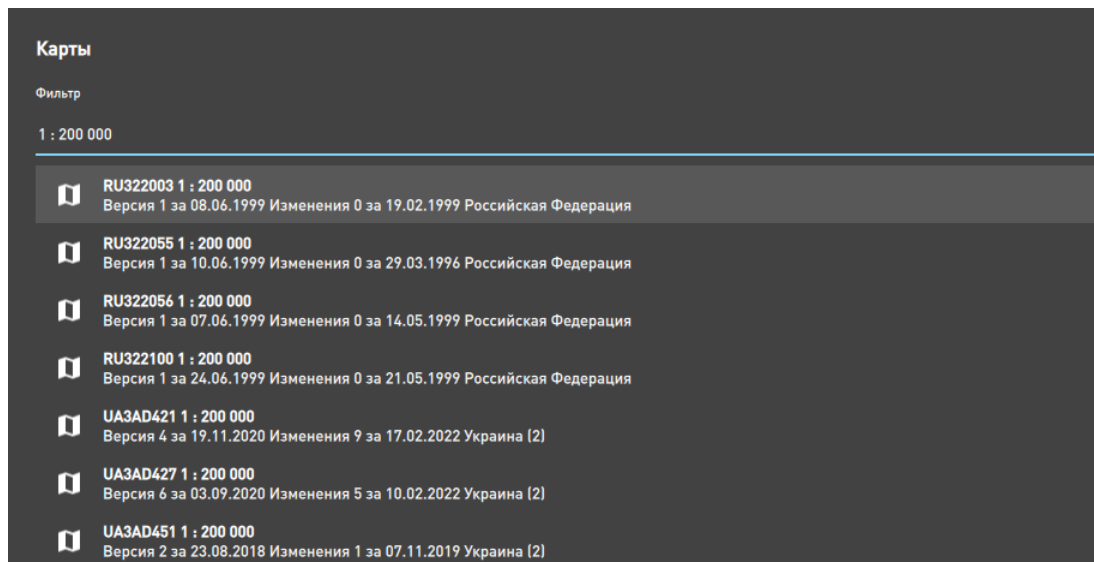 Карты
Фильтр
1 : 200 000
RU322003 1 : 200 000
Версия 1 за 08.06.1999 Изменения 0 за 19.02.1999 Российская Федерация
RU322055 1 : 200 000
Версия 1 за 10.06.1999 Изменения 0 за 29.03.1996 Российская Федерация
RU322056 1 : 200 000
Версия 1 за 07.06.1999 Изменения 0 за 14.05.1999 Российская Федерация
RU322100 1 : 200 000
Версия 1 за 24.06.1999 Изменения 0 за 21.05.1999 Российская Федерация
UA3AD421 1 : 200 000
Версия 4 за 19.11.2020 Изменения 9 за 17.02.2022 Украина (2)
UA3AD427 1 : 200 000
Версия 6 за 03.09.2020 Изменения 5 за 10.02.2022 Украина (2)
UA3AD451 1 : 200 000
Версия 2 за 23.08.2018 Изменения 1 за 07.11.2019 Украина (2)